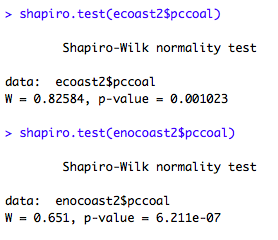 > shapiro.test(ecoast2$pccoal)
Shapiro-Wilk normality test
data:  ecoast2$pccoal
W = 0.82584, p-value = 0.001023
> shapiro.test(enocoast2$pccoal)
Shapiro-Wilk normality test
data:  enocoast2$pccoal
W = 0.651, p-value = 6.211e-07